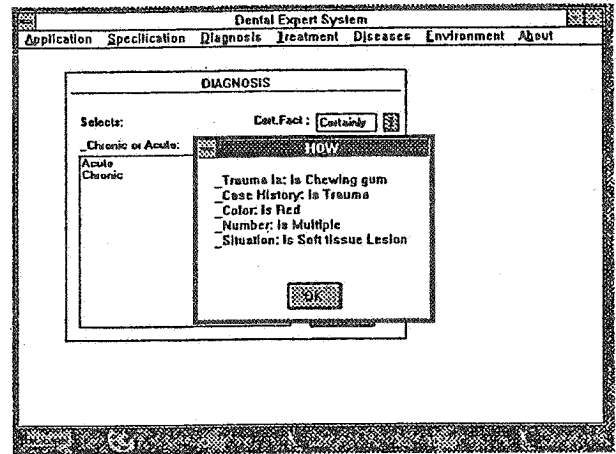 Dental Expert System
Application Specification Diagnosis Treatment Diseases Environment About
DIAGNOSIS
Selects:
Cert.Fact : Certainly
_Chronic or Acute:
Acute
Chronic
HOW
_Trauma Is: Is Chewing gum
_Case History: Is Trauma
_Color: Is Red
_Number: Is Multiple
_Situation: Is Soft tissue Lesion
OK